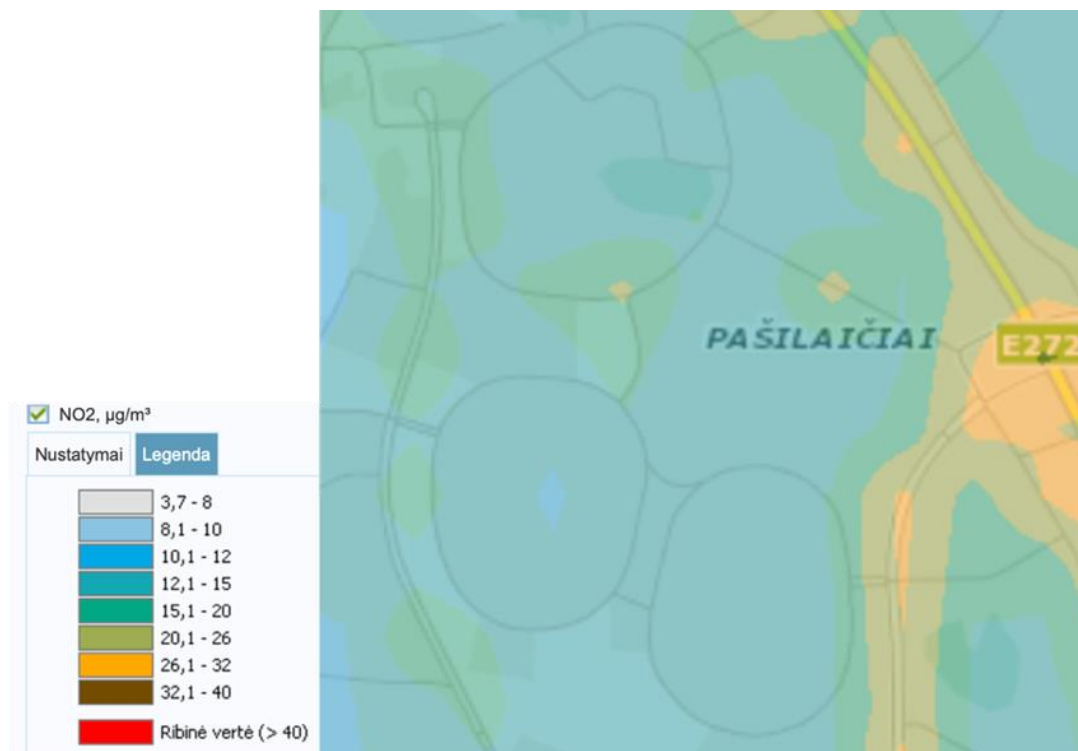 PAŠILAIČIAI
E272
NO2, µg/m³
Nustatymai
Legenda
3,7 - 8
8,1 - 10
10,1 - 12
12,1 - 15
15,1 - 20
20,1 - 26
26,1 - 32
32,1 - 40
Ribinė vertė (> 40)